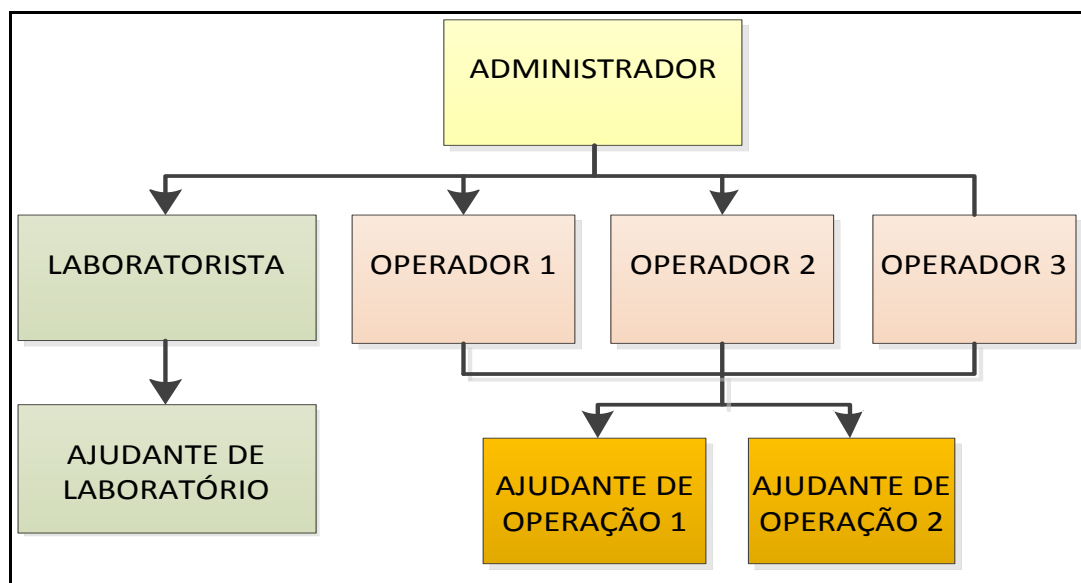 ADMINISTRADOR
LABORATORISTA
OPERADOR 1
OPERADOR 2
OPERADOR 3
AJUDANTE DE
LABORATÓRIO
AJUDANTE DE
OPERAÇÃO 1
AJUDANTE DE
OPERAÇÃO 2